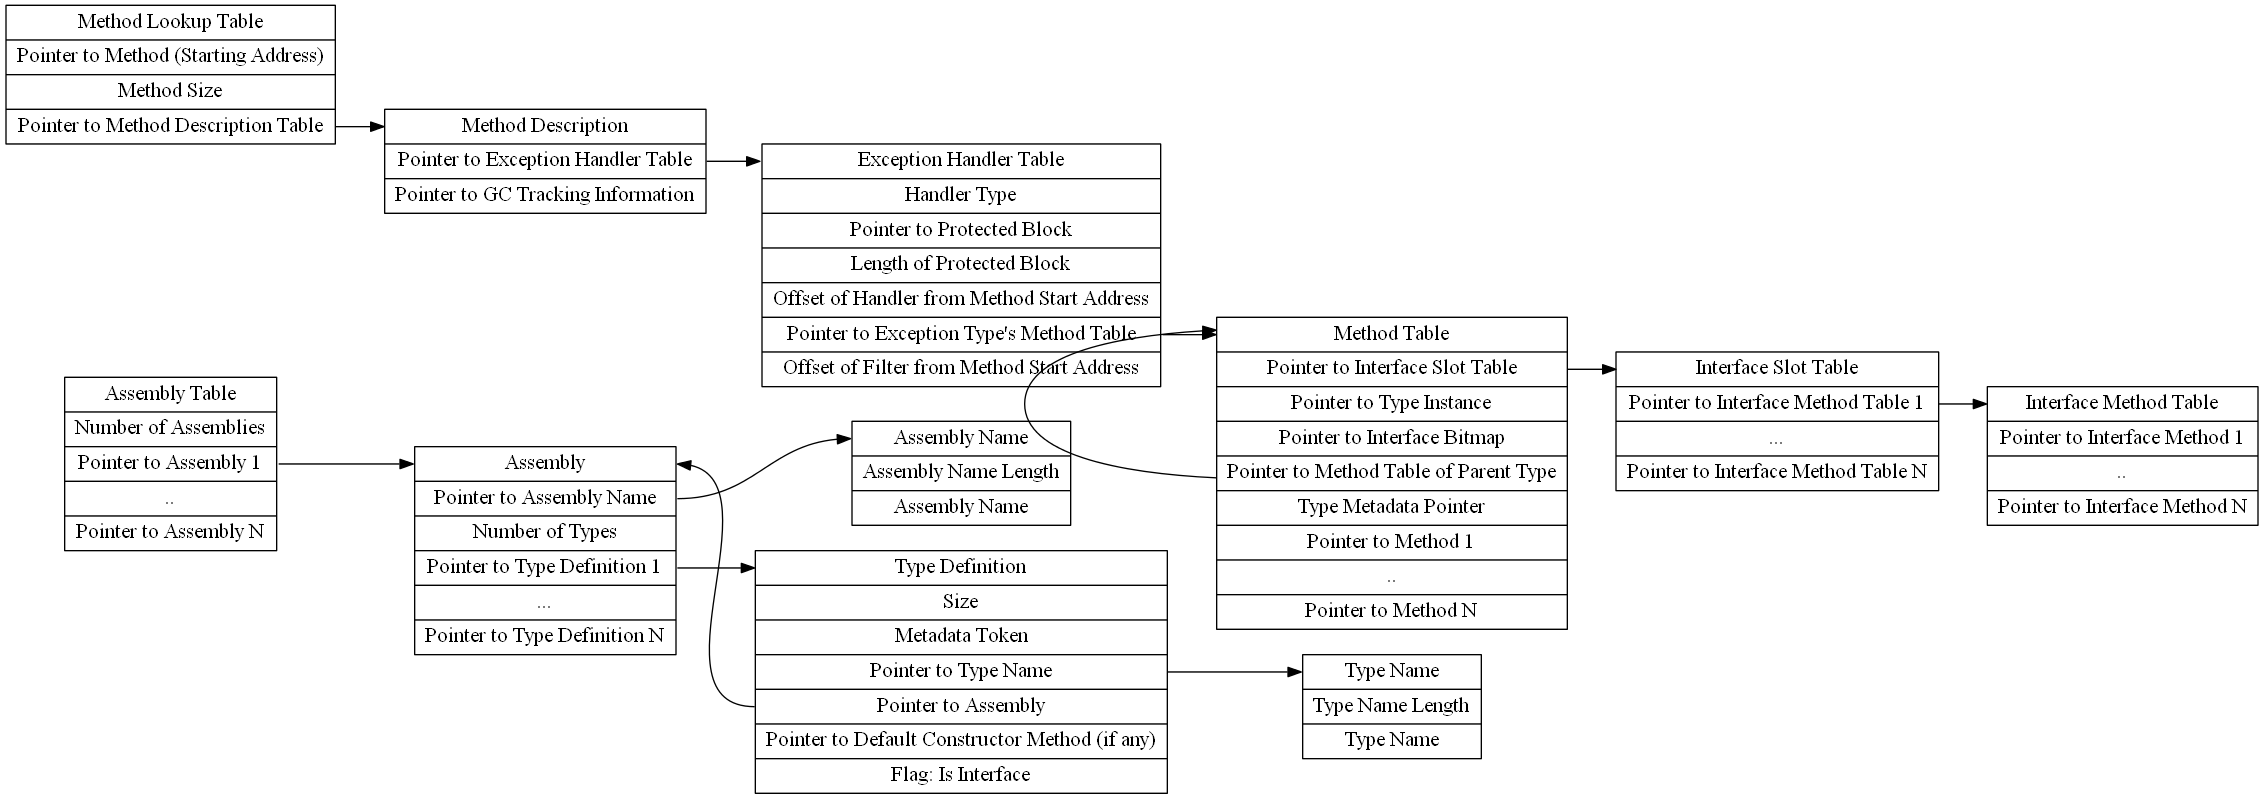 Method Lookup Table
Pointer to Method (Starting Address)
Method Size
Pointer to Method Description Table
Method Description
Pointer to Exception Handler Table
Pointer to GC Tracking Information
Exception Handler Table
Handler Type
Pointer to Protected Block
Length of Protected Block
Offset of Handler from Method Start Address
Pointer to Exception Type's Method Table
Offset of Filter from Method Start Address
Method Table
Pointer to Interface Slot Table
Pointer to Type Instance
Pointer to Interface Bitmap
Pointer to Method Table of Parent Type
Type Metadata Pointer
Pointer to Method 1
..
Pointer to Method N
Interface Slot Table
Pointer to Interface Method Table 1
...
Pointer to Interface Method Table N
Interface Method Table
Pointer to Interface Method 1
..
Pointer to Interface Method N
Assembly Table
Number of Assemblies
Pointer to Assembly 1
..
Pointer to Assembly N
Assembly
Pointer to Assembly Name
Number of Types
Pointer to Type Definition 1
...
Pointer to Type Definition N
Assembly Name
Assembly Name Length
Assembly Name
Type Definition
Size
Metadata Token
Pointer to Type Name
Pointer to Assembly
Pointer to Default Constructor Method (if any)
Flag: Is Interface
Type Name
Type Name Length
Type Name